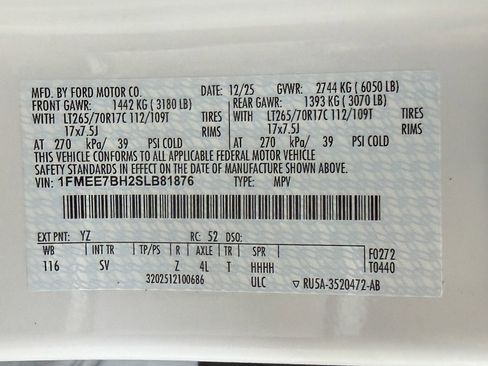 MFD. BY FORD MOTOR CO. DATE: 12/25 GVWR: 2744 KG (6050 LB)
FRONT GAWR: 1442 KG (3180 LB) REAR GAWR: 1393 KG (3070 LB)
WITH LT265/70R17C 112/109T TIRES WITH LT265/70R17C 112/109T TIRES
17x7.5J RIMS 17x7.5J RIMS
AT 270 kPa/ 39 PSI COLD AT 270 kPa/ 39 PSI COLD
THIS VEHICLE CONFORMS TO ALL APPLICABLE FEDERAL MOTOR VEHICLE
SAFETY STANDARDS IN EFFECT ON THE DATE OF MANUFACTURE SHOWN ABOVE.
VIN: 1FMEE7BH2SLB81876 TYPE: MPV
EXT PNT: YZ RC: 52 DSO:
WB INT TR TP/PS R AXLE TR SPR F0272
116 SV Z 4L T HHHH T0440
3202512100686 ULC ▽ RU5A-3520472-AB